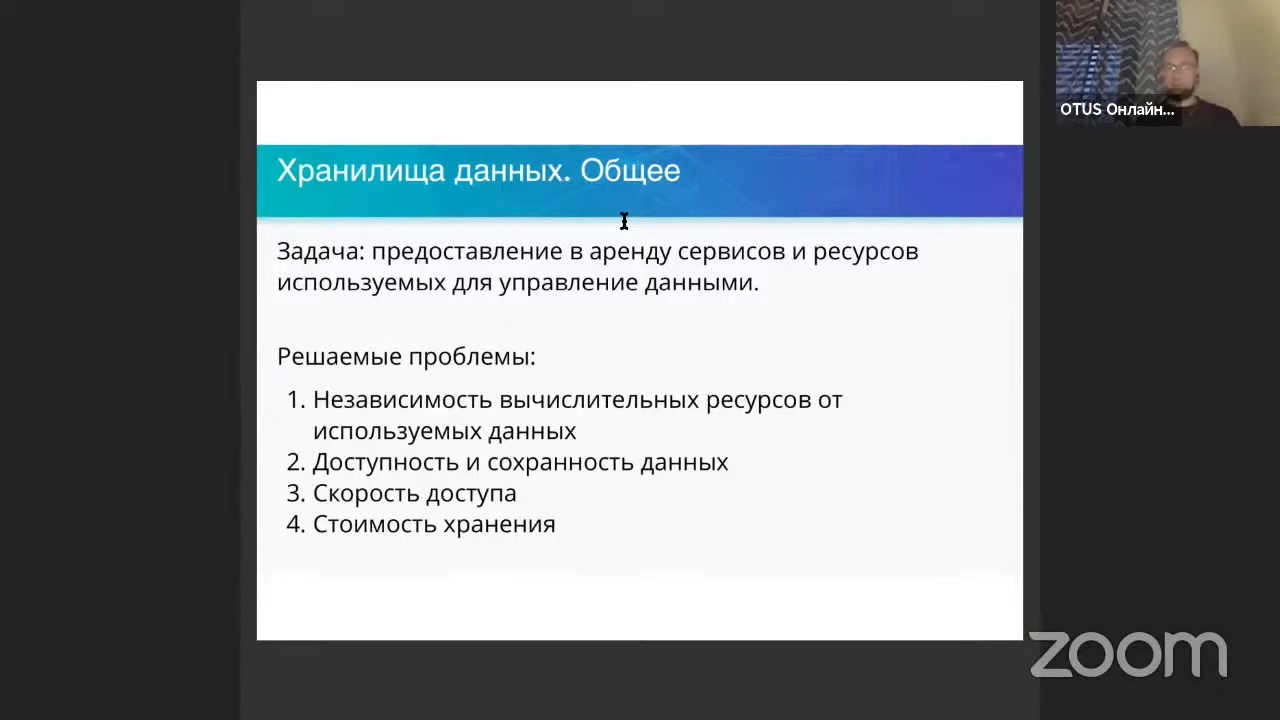 OTUS Онлайн...
Хранилища данных. Общее
Задача: предоставление в аренду сервисов и ресурсов
используемых для управление данными.
Решаемые проблемы:
1. Независимость вычислительных ресурсов от
используемых данных
2. Доступность и сохранность данных
3. Скорость доступа
4. Стоимость хранения
zoom